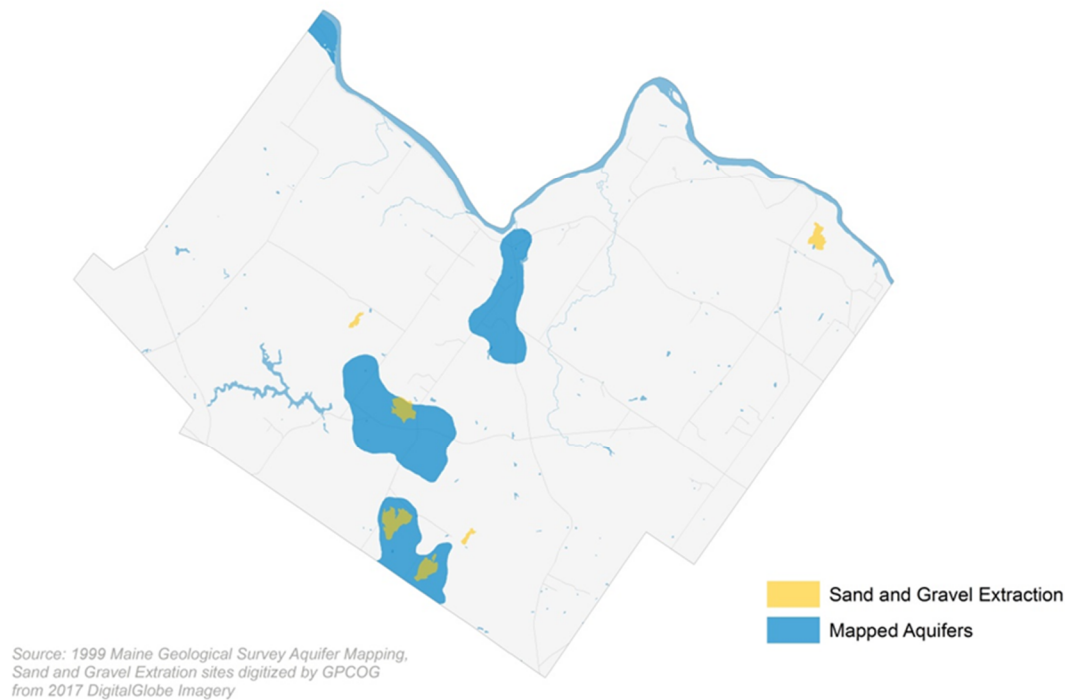 Sand and Gravel Extraction
Mapped Aquifers
Source: 1999 Maine Geological Survey Aquifer Mapping,
Sand and Gravel Extration sites digitized by GPCOG
from 2017 DigitalGlobe Imagery